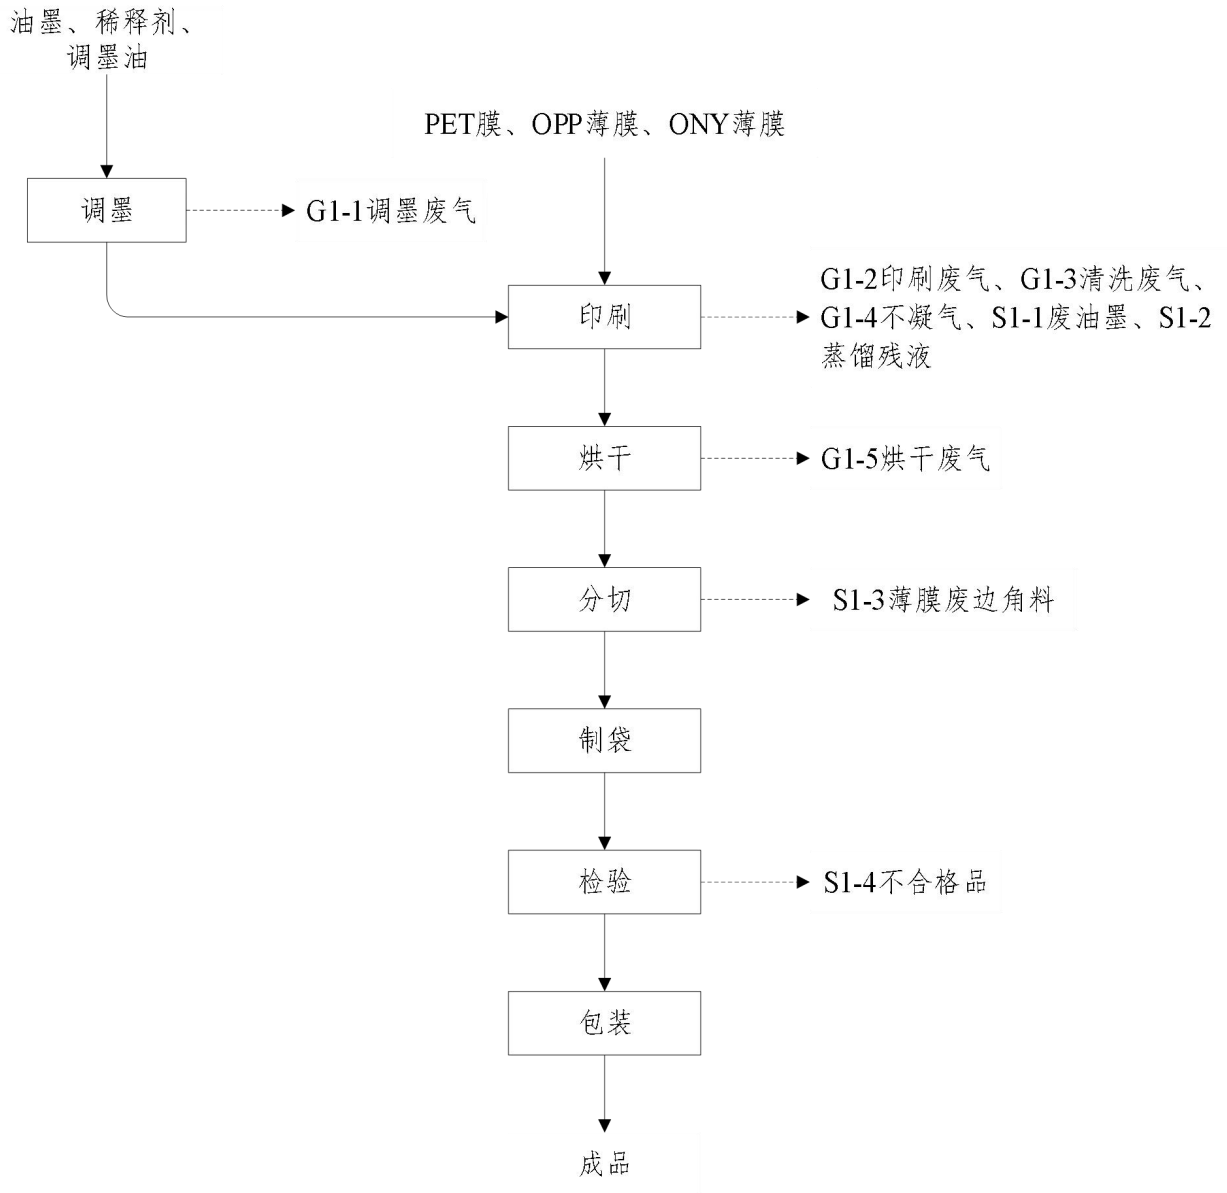 油墨、稀释剂、
调墨油
PET膜、OPP薄膜、ONY薄膜
调墨
G1-1调墨废气
印刷
G1-2印刷废气、G1-3清洗废气、
G1-4不凝气、S1-1废油墨、S1-2
蒸馏残液
烘干
G1-5烘干废气
分切
S1-3薄膜废边角料
制袋
检验
S1-4不合格品
包装
成品